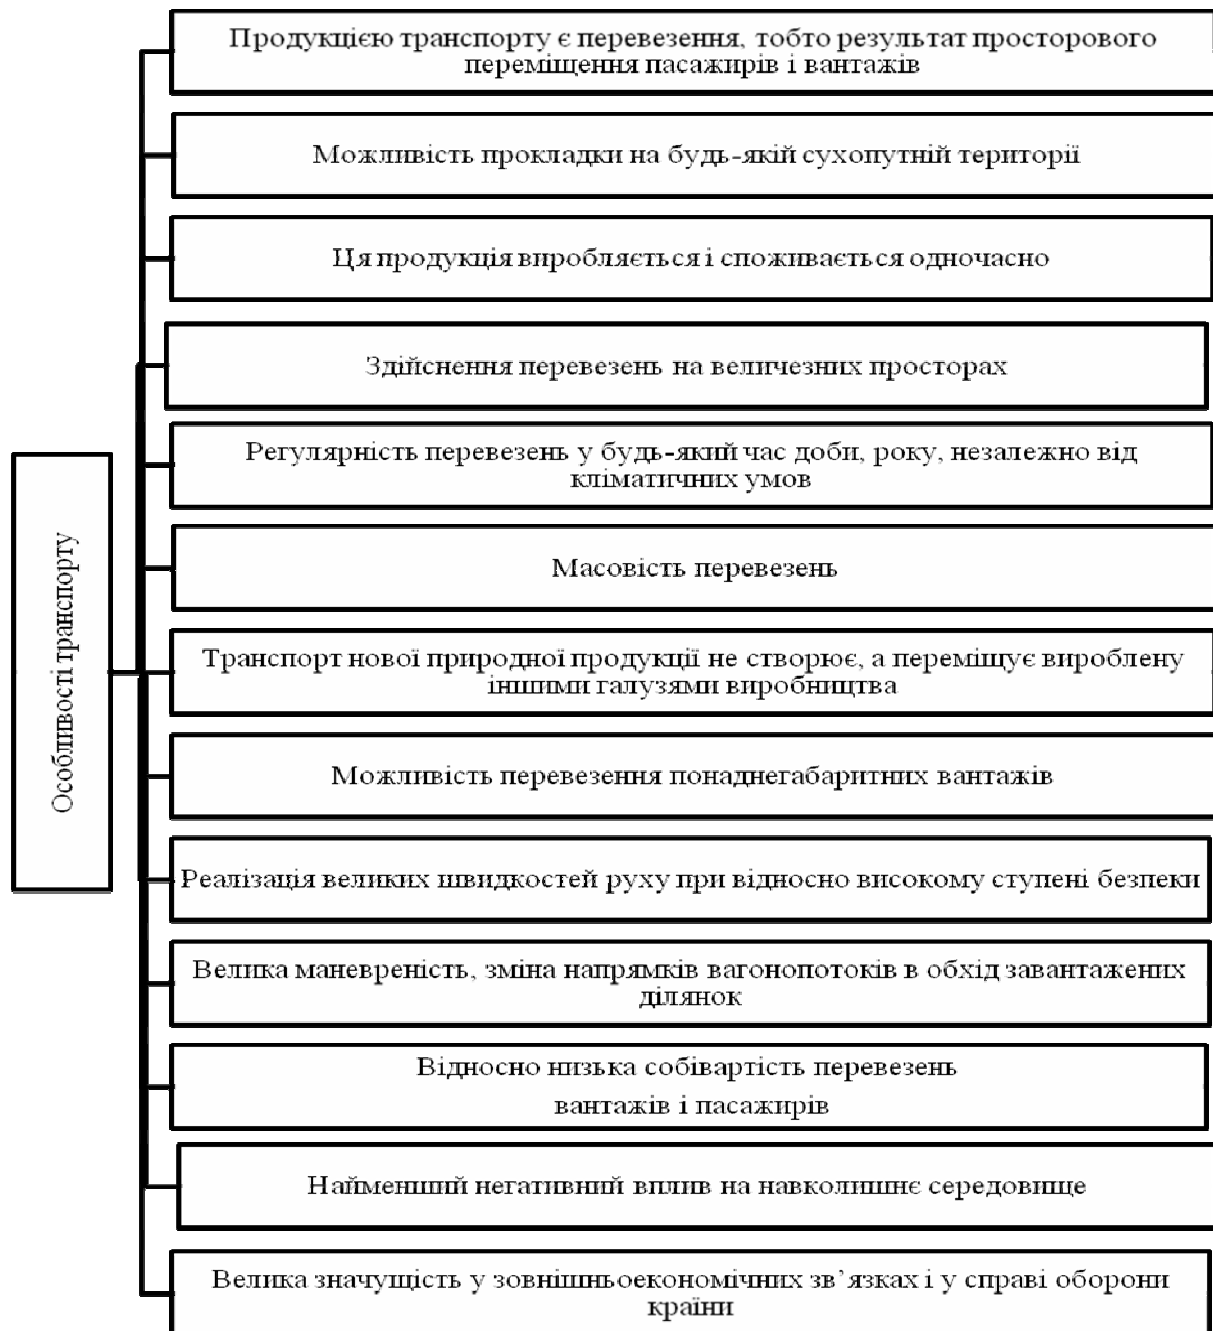 Продукцією транспорту є перевезення, тобто результат просторового
переміщення пасажирів і вантажів
Можливість прокладки на будь-якій сухопутній території
Ця продукція виробляється і споживається одночасно
Здійснення перевезень на величезних просторах
Регулярність перевезень у будь-який час доби, року, незалежно від
кліматичних умов
Масовість перевезень
Особливості транспорту
Транспорт нової природної продукції не створює, а переміщує вироблену
іншими галузями виробництва
Можливість перевезення понаднегабаритних вантажів
Реалізація великих швидкостей руху при відносно високому ступені безпеки
Велика маневреність, зміна напрямків вагонопотоків в обхід завантажених
ділянок
Відносно низька собівартість перевезень
вантажів і пасажирів
Найменший негативний вплив на навколишнє середовище
Велика значущість у зовнішньоекономічних зв’язках і у справі оборони
країни